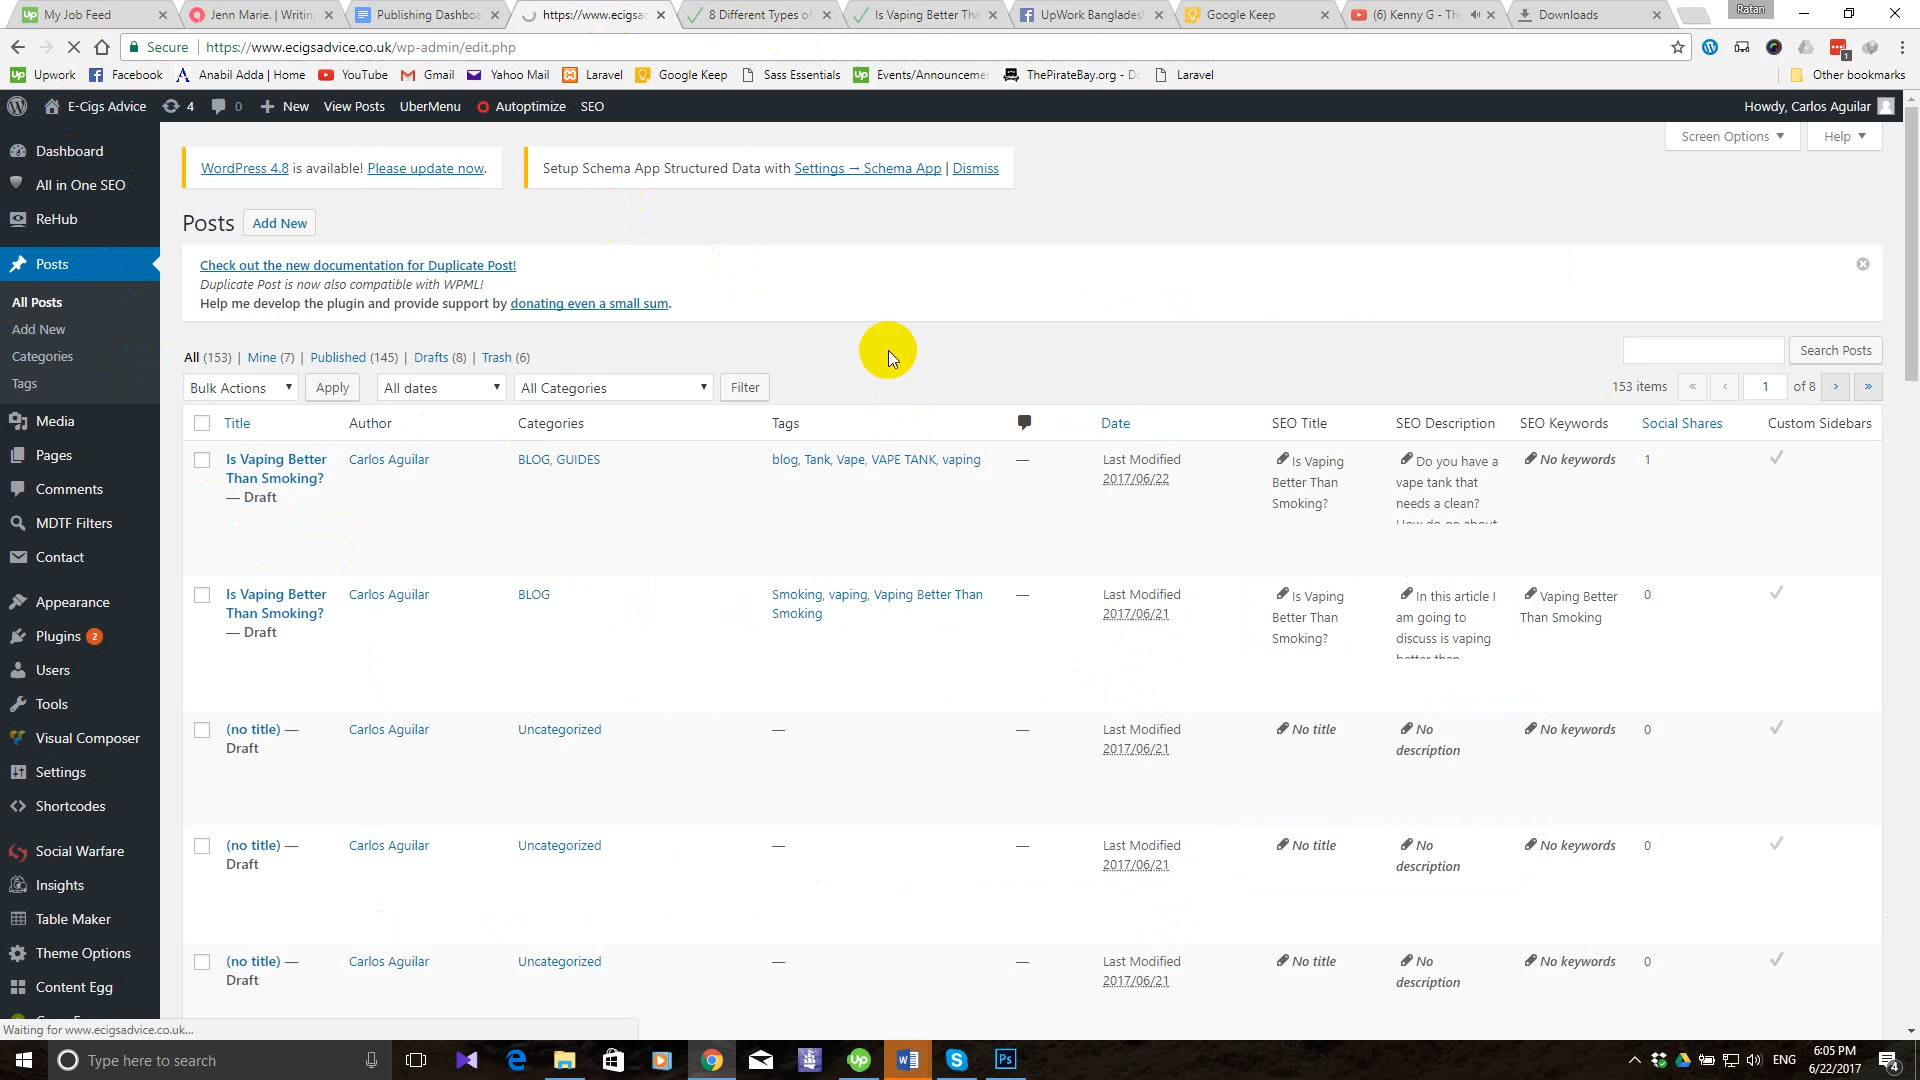 My Job Feed
Jenn Marie. | Writin
Publishing Dashboa
https://www.ecigsa
8 Different Types of
Is Vaping Better Tha
UpWork Banglades
Google Keep
(6) Kenny G - The
Downloads
Ratan
Secure
https://www.ecigsadvice.co.uk/wp-admin/edit.php
Upwork
Facebook
Anabil Adda | Home
YouTube
Gmail
Yahoo Mail
Laravel
Google Keep
Sass Essentials
Events/Announceme
ThePirateBay.org - Do
Laravel
Other bookmarks
E-Cigs Advice
4
0
New
View Posts
UberMenu
Autoptimize
SEO
Howdy, Carlos Aguilar
Screen Options
Help
Dashboard
All in One SEO
ReHub
Posts
All Posts
Add New
Categories
Tags
Media
Pages
Comments
MDTF Filters
Contact
Appearance
Plugins 2
Users
Tools
Visual Composer
Settings
Shortcodes
Social Warfare
Insights
Table Maker
Theme Options
Content Egg
WordPress 4.8 is available! Please update now.
Setup Schema App Structured Data with Settings → Schema App | Dismiss
Posts
Add New
Check out the new documentation for Duplicate Post!
Duplicate Post is now also compatible with WPML!
Help me develop the plugin and provide support by donating even a small sum.
All (153) | Mine (7) | Published (145) | Drafts (8) | Trash (6)
Search Posts
Bulk Actions
Apply
All dates
All Categories
Filter
153 items « ‹ 1 of 8 › »
Title Author Categories Tags Date SEO Title SEO Description SEO Keywords Social Shares Custom Sidebars
Is Vaping Better
Than Smoking?
— Draft
Carlos Aguilar
BLOG, GUIDES
blog, Tank, Vape, VAPE TANK, vaping
—
Last Modified
2017/06/22
Is Vaping
Better Than
Smoking?
Do you have a
vape tank that
needs a clean?
How do go about
No keywords
1
Is Vaping Better
Than Smoking?
— Draft
Carlos Aguilar
BLOG
Smoking, vaping, Vaping Better Than
Smoking
—
Last Modified
2017/06/21
Is Vaping
Better Than
Smoking?
In this article I
am going to
discuss is vaping
better than
Vaping Better
Than Smoking
0
(no title) —
Draft
Carlos Aguilar
Uncategorized
—
—
Last Modified
2017/06/21
No title
No
description
No keywords
0
(no title) —
Draft
Carlos Aguilar
Uncategorized
—
—
Last Modified
2017/06/21
No title
No
description
No keywords
0
(no title) —
Draft
Carlos Aguilar
Uncategorized
—
—
Last Modified
2017/06/21
No title
No
description
No keywords
0
Waiting for www.ecigsadvice.co.uk...
Type here to search
ENG
6:05 PM
6/22/2017
4